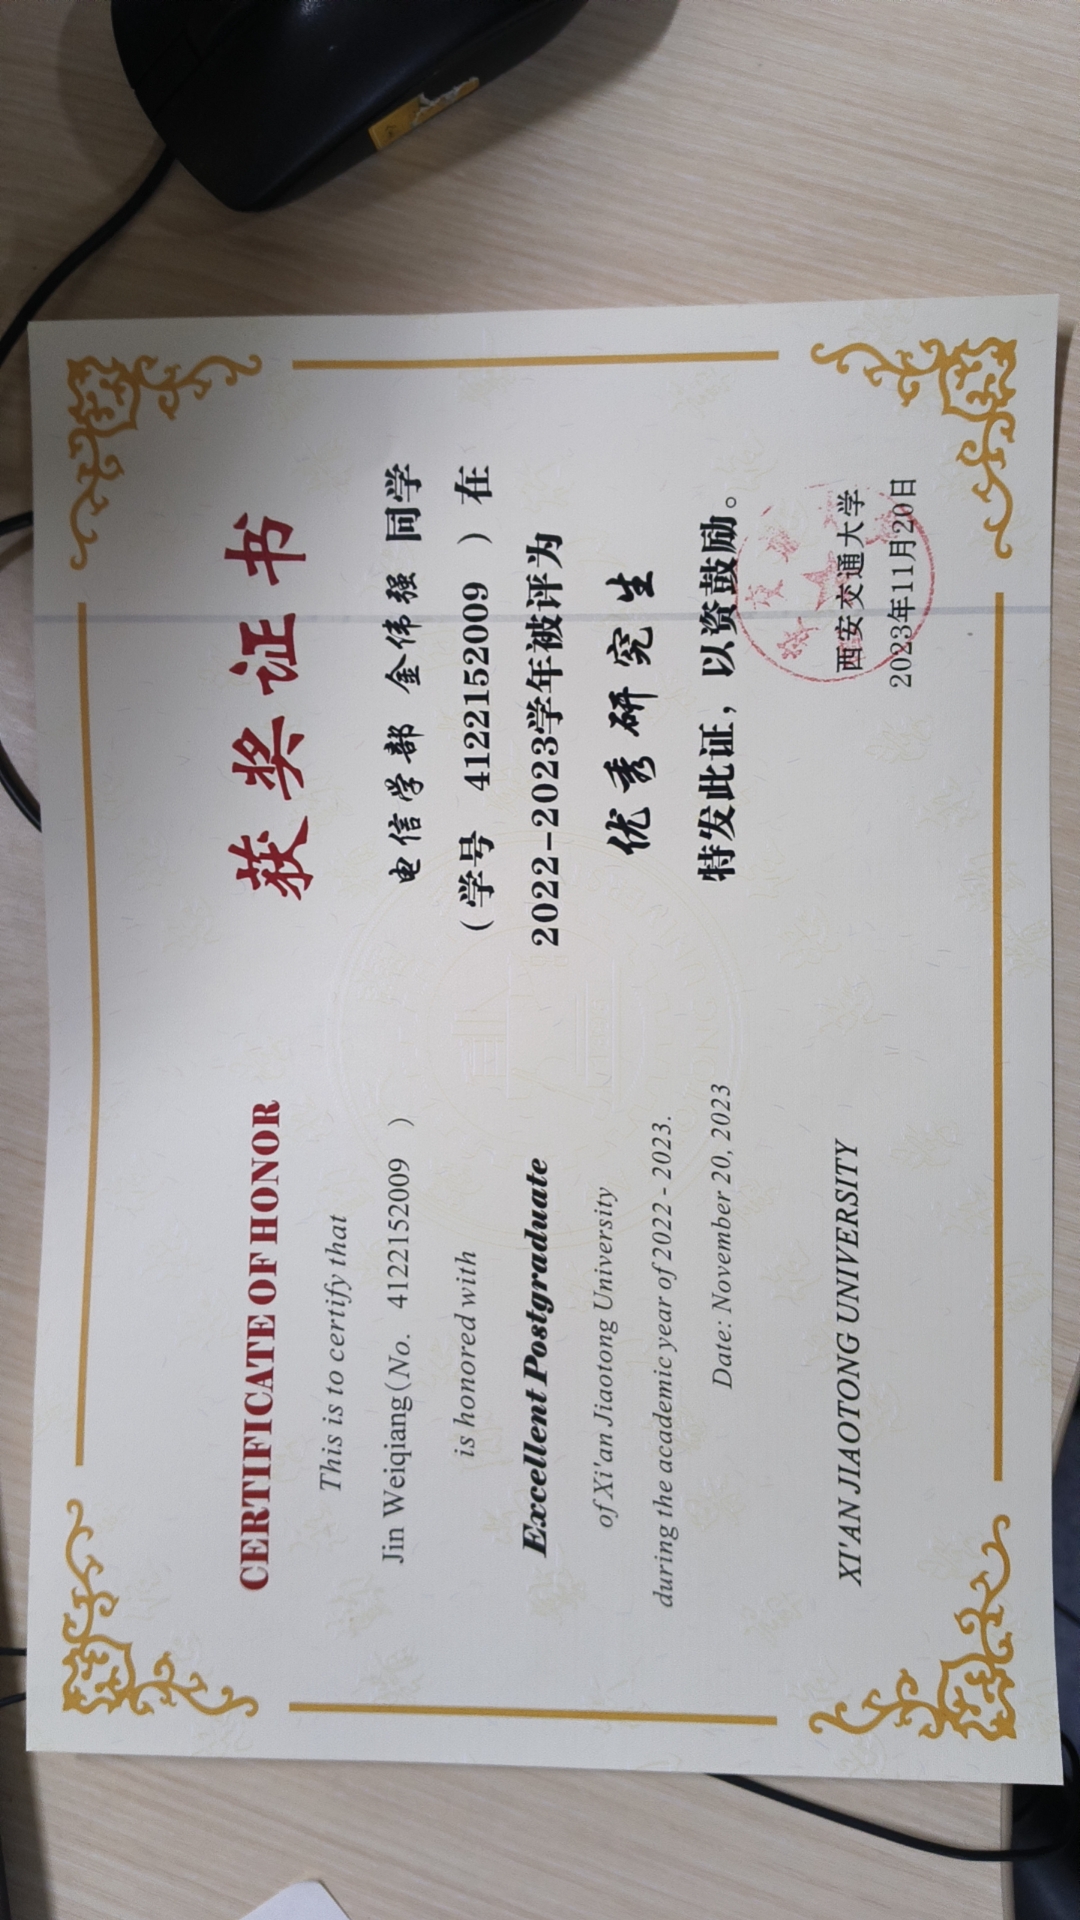 CERTIFICATE OF HONOR
This is to certify that
Jin Weiqiang(No. 4122152009 )
is honored with
Excellent Postgraduate
of Xi'an Jiaotong University
during the academic year of 2022 - 2023.
Date: November 20, 2023
XI'AN JIAOTONG UNIVERSITY
获奖证书
电信学部 金伟强 同学
（学号 4122152009 ）在
2022-2023学年被评为
优秀研究生
特发此证，以资鼓励。
西安交通大学
2023年11月20日